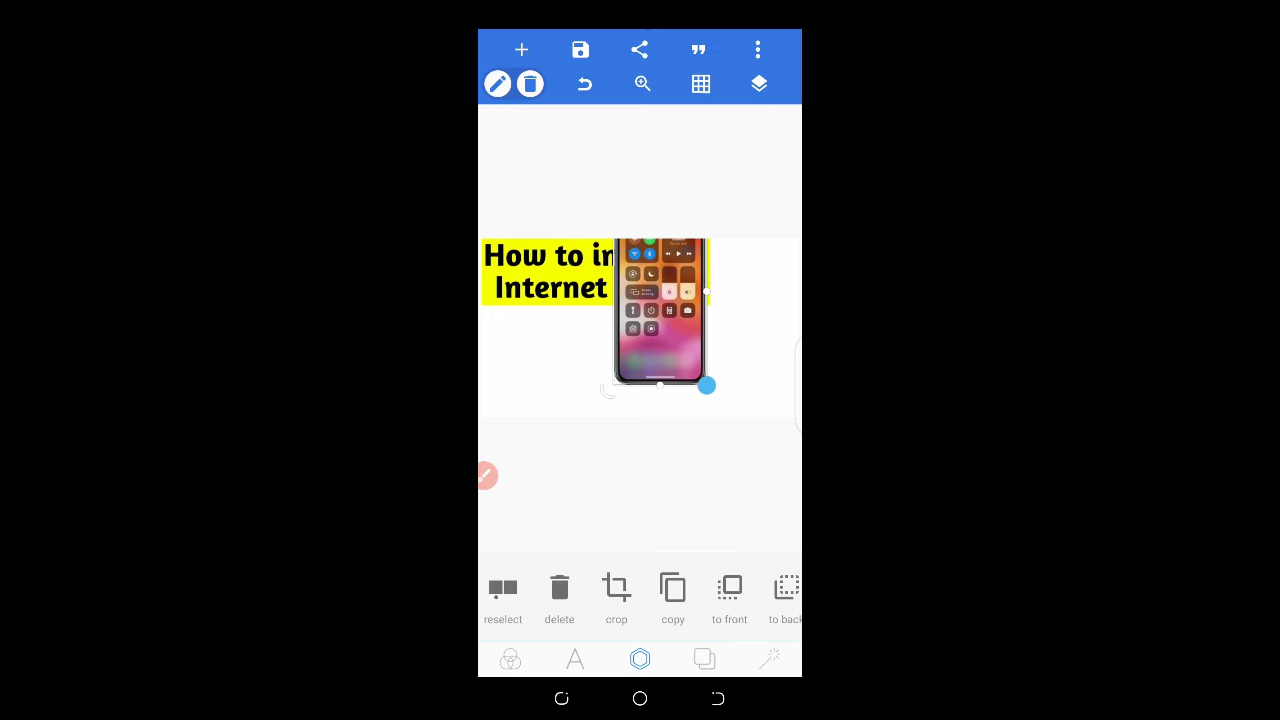 How to in
Internet
reselect
delete
crop
copy
to front
to back